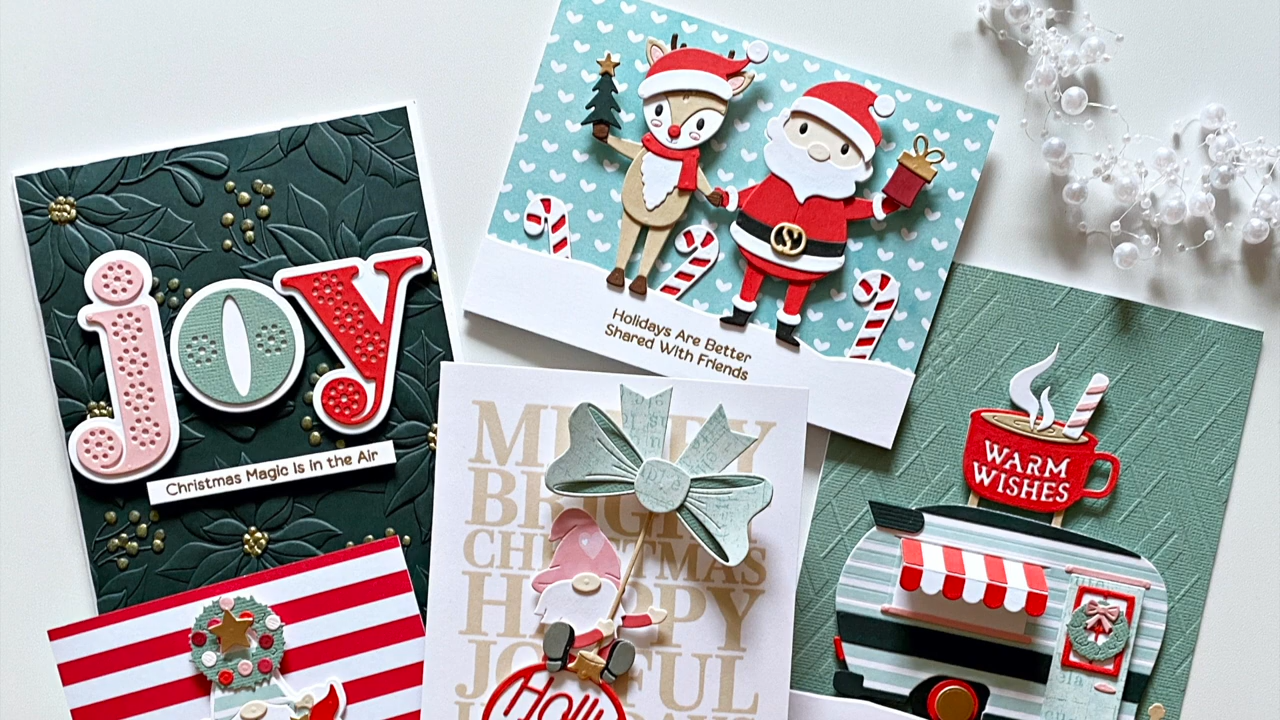 Holidays Are Better
Shared With Friends
joy
Christmas Magic Is in the Air
MERRY
BRIGHT
CHRISTMAS
HAPPY
JOYFUL
Holly
WARM
WISHES